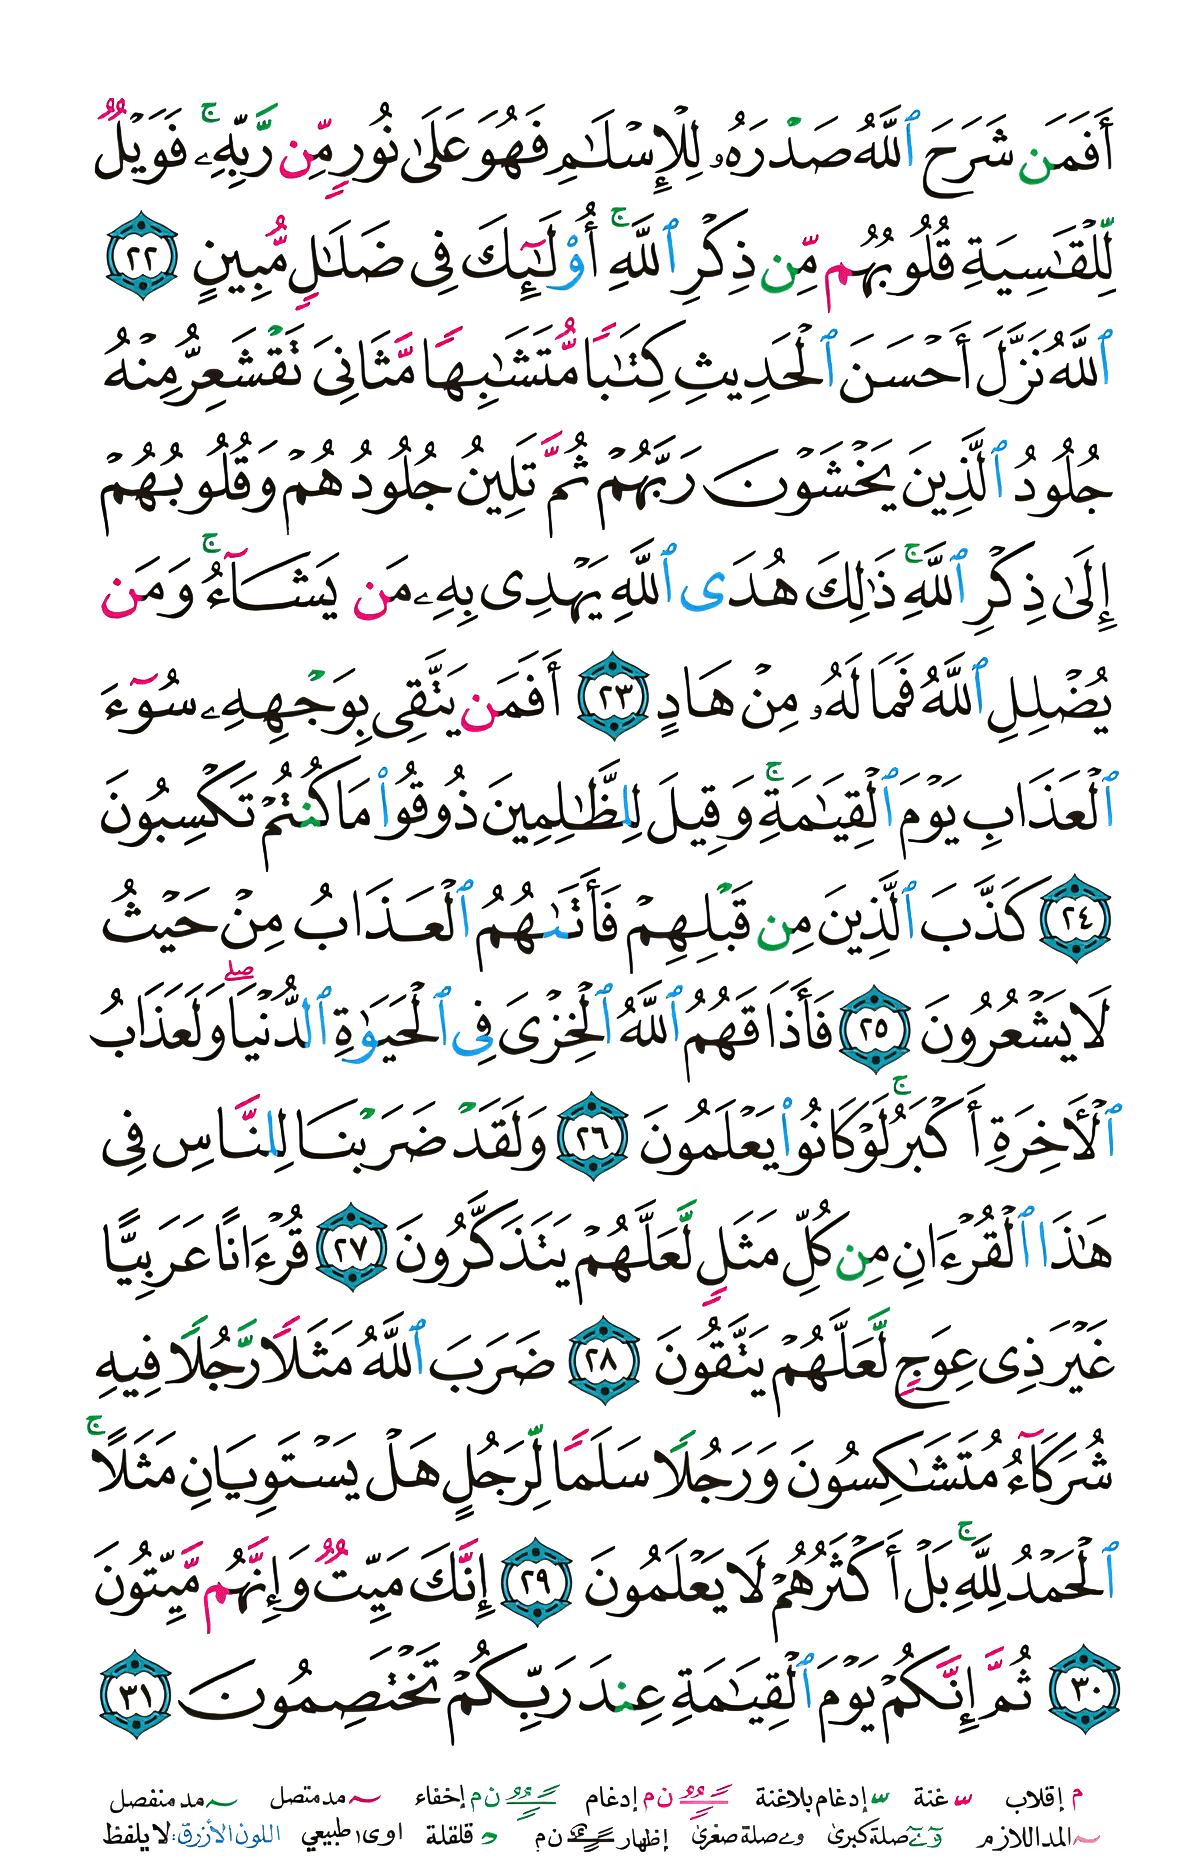 أَفَمَن شَرَحَ ٱللَّهُ صَدْرَهُۥ لِلْإِسْلَٰمِ فَهُوَ عَلَىٰ نُورٍ مِّن رَّبِّهِۦ ۚ فَوَيْلٌ
لِّلْقَٰسِيَةِ قُلُوبُهُم مِّن ذِكْرِ ٱللَّهِ ۚ أُو۟لَٰٓئِكَ فِى ضَلَٰلٍ مُّبِينٍ ٢٢
ٱللَّهُ نَزَّلَ أَحْسَنَ ٱلْحَدِيثِ كِتَٰبًا مُّتَشَٰبِهًا مَّثَانِىَ تَقْشَعِرُّ مِنْهُ
جُلُودُ ٱلَّذِينَ يَخْشَوْنَ رَبَّهُمْ ثُمَّ تَلِينُ جُلُودُهُمْ وَقُلُوبُهُمْ
إِلَىٰ ذِكْرِ ٱللَّهِ ۚ ذَٰلِكَ هُدَى ٱللَّهِ يَهْدِى بِهِۦ مَن يَشَآءُ ۚ وَمَن
يُضْلِلِ ٱللَّهُ فَمَا لَهُۥ مِنْ هَادٍ ٢٣ أَفَمَن يَتَّقِى بِوَجْهِهِۦ سُوٓءَ
ٱلْعَذَابِ يَوْمَ ٱلْقِيَٰمَةِ ۚ وَقِيلَ لِلظَّٰلِمِينَ ذُوقُوا۟ مَا كُنتُمْ تَكْسِبُونَ
٢٤ كَذَّبَ ٱلَّذِينَ مِن قَبْلِهِمْ فَأَتَىٰهُمُ ٱلْعَذَابُ مِنْ حَيْثُ
لَا يَشْعُرُونَ ٢٥ فَأَذَاقَهُمُ ٱللَّهُ ٱلْخِزْىَ فِى ٱلْحَيَوٰةِ ٱلدُّنْيَا ۖ وَلَعَذَابُ
ٱلْأَخِرَةِ أَكْبَرُ ۚ لَوْ كَانُوا۟ يَعْلَمُونَ ٢٦ وَلَقَدْ ضَرَبْنَا لِلنَّاسِ فِى
هَٰذَا ٱلْقُرْءَانِ مِن كُلِّ مَثَلٍ لَّعَلَّهُمْ يَتَذَكَّرُونَ ٢٧ قُرْءَانًا عَرَبِيًّا
غَيْرَ ذِى عِوَجٍ لَّعَلَّهُمْ يَتَّقُونَ ٢٨ ضَرَبَ ٱللَّهُ مَثَلًا رَّجُلًا فِيهِ
شُرَكَآءُ مُتَشَٰكِسُونَ وَرَجُلًا سَلَمًا لِّرَجُلٍ هَلْ يَسْتَوِيَانِ مَثَلًا ۚ
ٱلْحَمْدُ لِلَّهِ ۚ بَلْ أَكْثَرُهُمْ لَا يَعْلَمُونَ ٢٩ إِنَّكَ مَيِّتٌ وَإِنَّهُم مَّيِّتُونَ
٣٠ ثُمَّ إِنَّكُمْ يَوْمَ ٱلْقِيَٰمَةِ عِندَ رَبِّكُمْ تَخْتَصِمُونَ ٣١
م إقلاب غنة إدغام بلاغنة ن م إدغام ن م إخفاء مد متصل مد منفصل
المد اللازم صلة كبرى و ے صلة صغرى إظهار ن م قلقلة اوى ا طبيعي اللون الأزرق: لا يلفظ